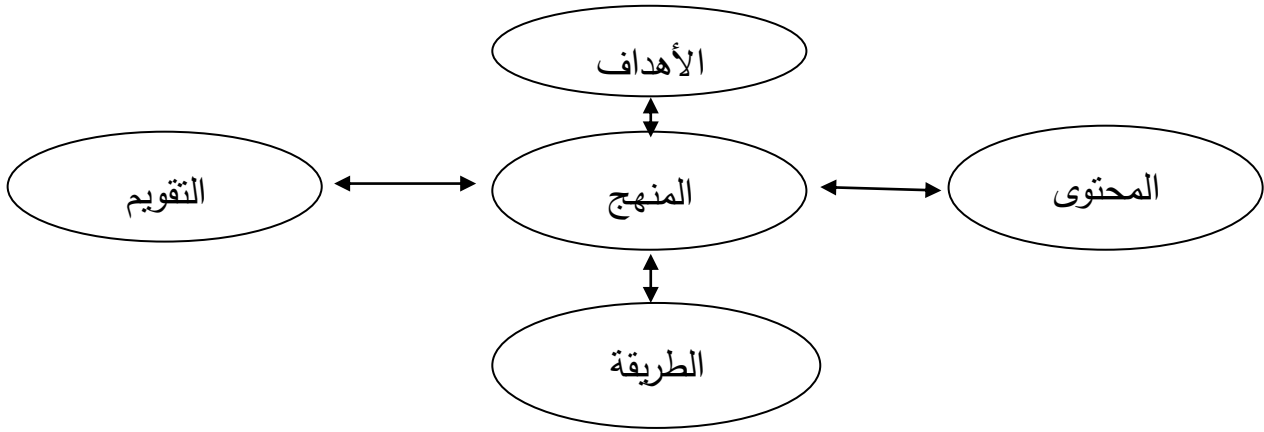 الأهداف
المحتوى
المنهج
التقويم
الطريقة